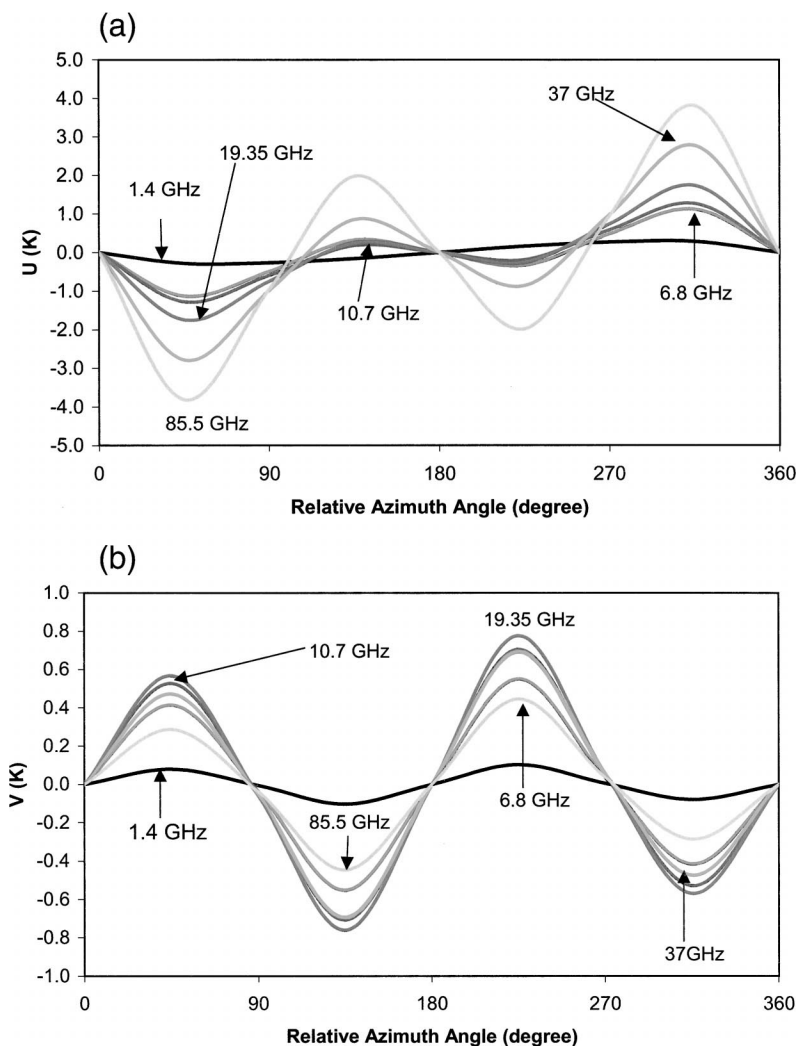 (a)
5.0
4.0
3.0
2.0
1.0
0.0
-1.0
-2.0
-3.0
-4.0
-5.0
U (K)
37 GHz
19.35 GHz
1.4 GHz
10.7 GHz
6.8 GHz
85.5 GHz
0 90 180 270 360
Relative Azimuth Angle (degree)
(b)
1.0
0.8
0.6
0.4
0.2
0.0
-0.2
-0.4
-0.6
-0.8
-1.0
V (K)
19.35 GHz
10.7 GHz
1.4 GHz
85.5 GHz
6.8 GHz
37GHz
0 90 180 270 360
Relative Azimuth Angle (degree)